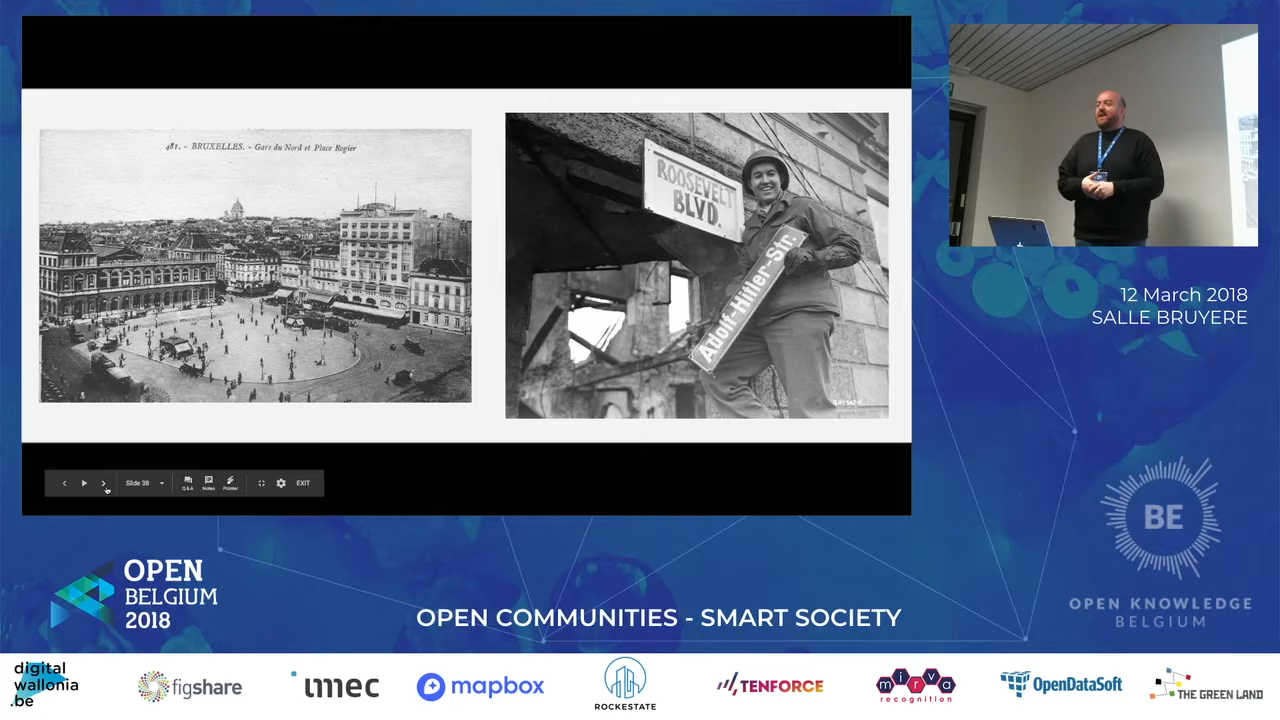 481. - BRUXELLES. - Gare du Nord et Place Rogier
ROOSEVELT
BLVD.
Adolf-Hitler-Str.
Slide 38
Q&A
Notes
Pointer
EXIT
12 March 2018
SALLE BRUYERE
OPEN
BELGIUM
2018
OPEN COMMUNITIES - SMART SOCIETY
BE
OPEN KNOWLEDGE
BELGIUM
digital
wallonia
.be
figshare
imec
mapbox
ROCKESTATE
TENFORCE
mirva
recognition
OpenDataSoft
THE GREEN LAND